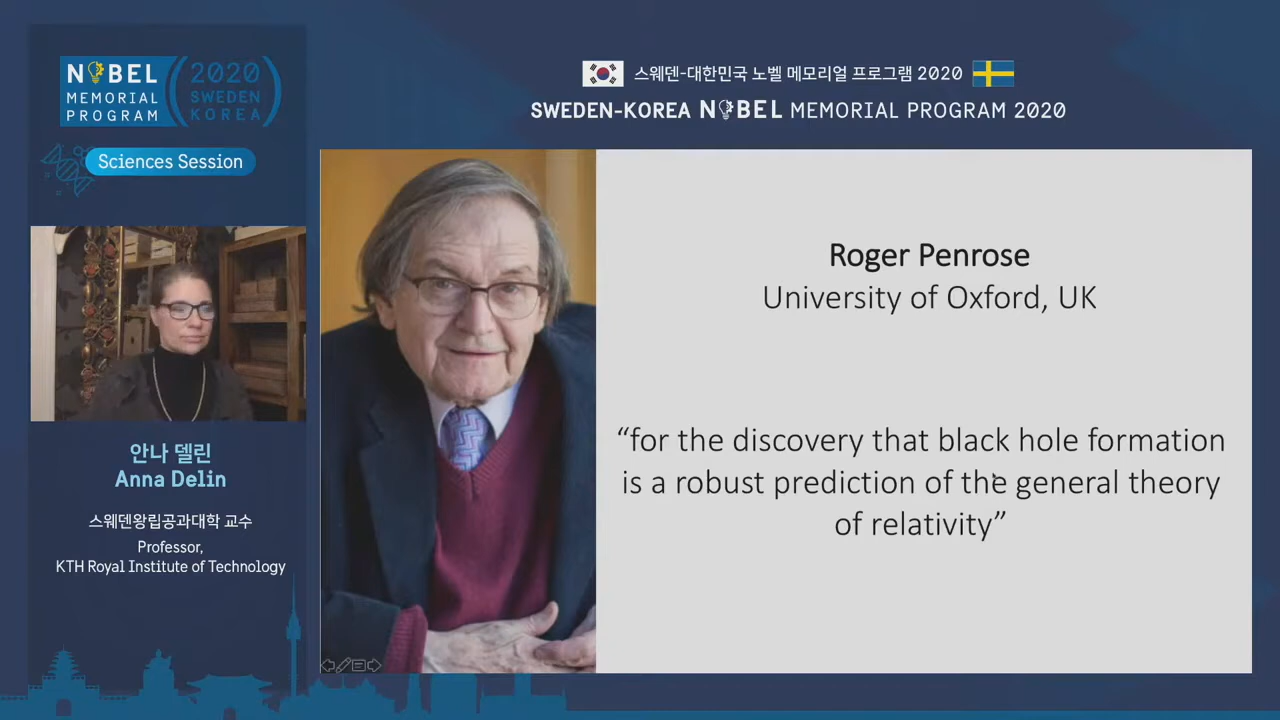 NOBEL
MEMORIAL
PROGRAM
2020
SWEDEN
KOREA
Sciences Session
안나 델린
Anna Delin
스웨덴왕립공과대학 교수
Professor,
KTH Royal Institute of Technology
스웨덴-대한민국 노벨 메모리얼 프로그램 2020
SWEDEN-KOREA NOBEL MEMORIAL PROGRAM 2020
Roger Penrose
University of Oxford, UK
“for the discovery that black hole formation
is a robust prediction of the general theory
of relativity”